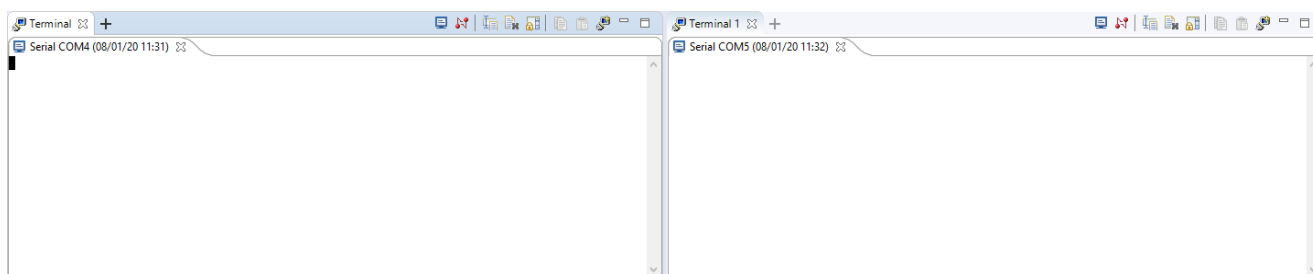 Terminal
Terminal 1
Serial COM4 (08/01/20 11:31)
Serial COM5 (08/01/20 11:32)